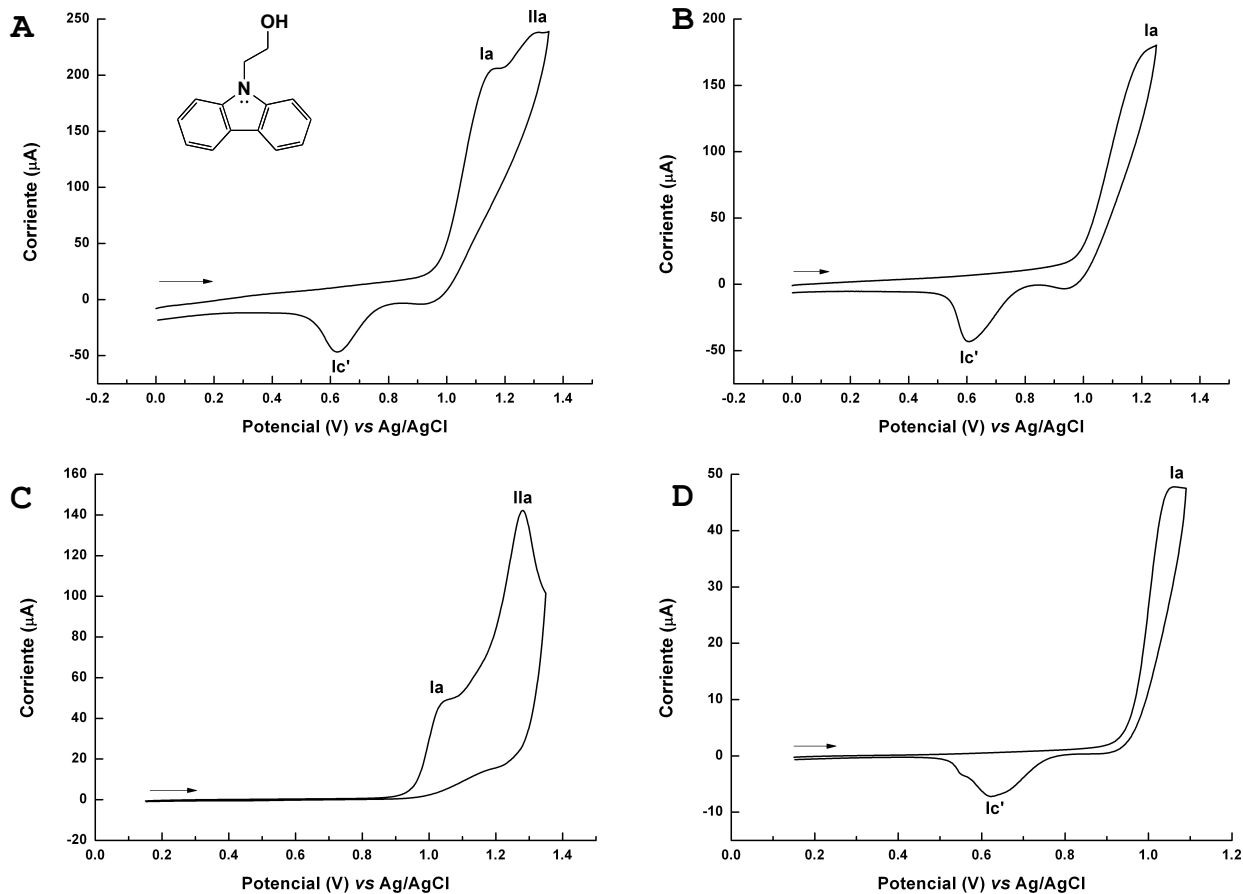 A
OH
N
Ia
IIa
Ic'
250
200
150
100
50
0
-50
-0.2 0.0 0.2 0.4 0.6 0.8 1.0 1.2 1.4
Corriente (µA)
Potencial (V) vs Ag/AgCl
B
Ia
Ic'
200
150
100
50
0
-50
-0.2 0.0 0.2 0.4 0.6 0.8 1.0 1.2 1.4
Corriente (µA)
Potencial (V) vs Ag/AgCl
C
IIa
Ia
160
140
120
100
80
60
40
20
0
-20
0.0 0.2 0.4 0.6 0.8 1.0 1.2 1.4
Corriente (µA)
Potencial (V) vs Ag/AgCl
D
Ia
Ic'
50
40
30
20
10
0
-10
0.0 0.2 0.4 0.6 0.8 1.0 1.2
Corriente (µA)
Potencial (V) vs Ag/AgCl